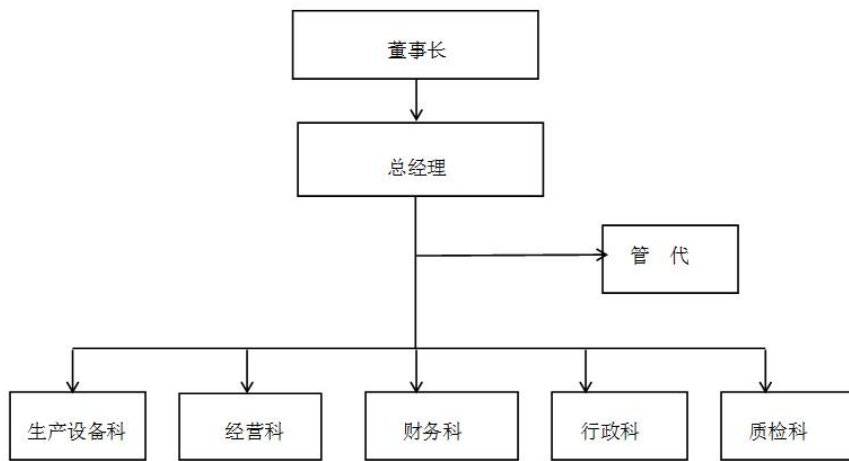 董事长
总经理
管 代
生产设备科
经营科
财务科
行政科
质检科